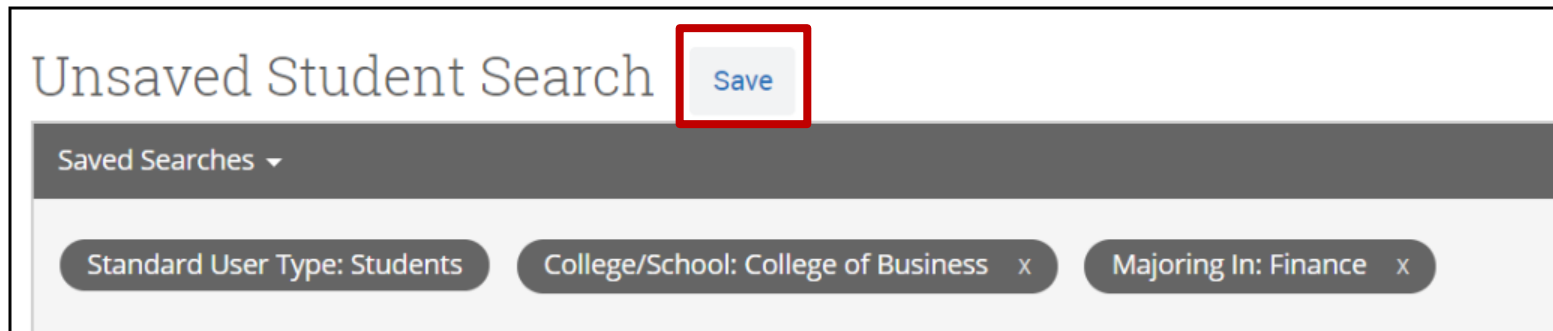 Unsaved Student Search Save
Saved Searches
Standard User Type: Students College/School: College of Business x Majoring In: Finance x